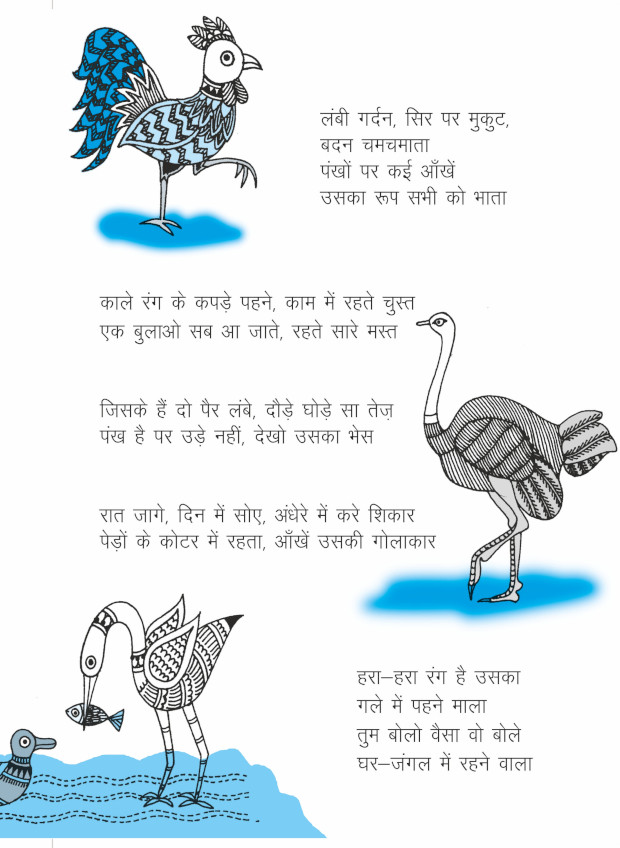 लंबी गर्दन, सिर पर मुकुट,
बदन चमचमाता
पंखों पर कई आँखें
उसका रूप सभी को भाता
काले रंग के कपड़े पहने, काम में रहते चुस्त
एक बुलाओ सब आ जाते, रहते सारे मस्त
जिसके हैं दो पैर लंबे, दौड़े घोड़े सा तेज़
पंख है पर उड़े नहीं, देखो उसका भेस
रात जागे, दिन में सोए, अंधेरे में करे शिकार
पेड़ों के कोटर में रहता, आँखें उसकी गोलाकार
हरा–हरा रंग है उसका
गले में पहने माला
तुम बोलो वैसा वो बोले
घर–जंगल में रहने वाला